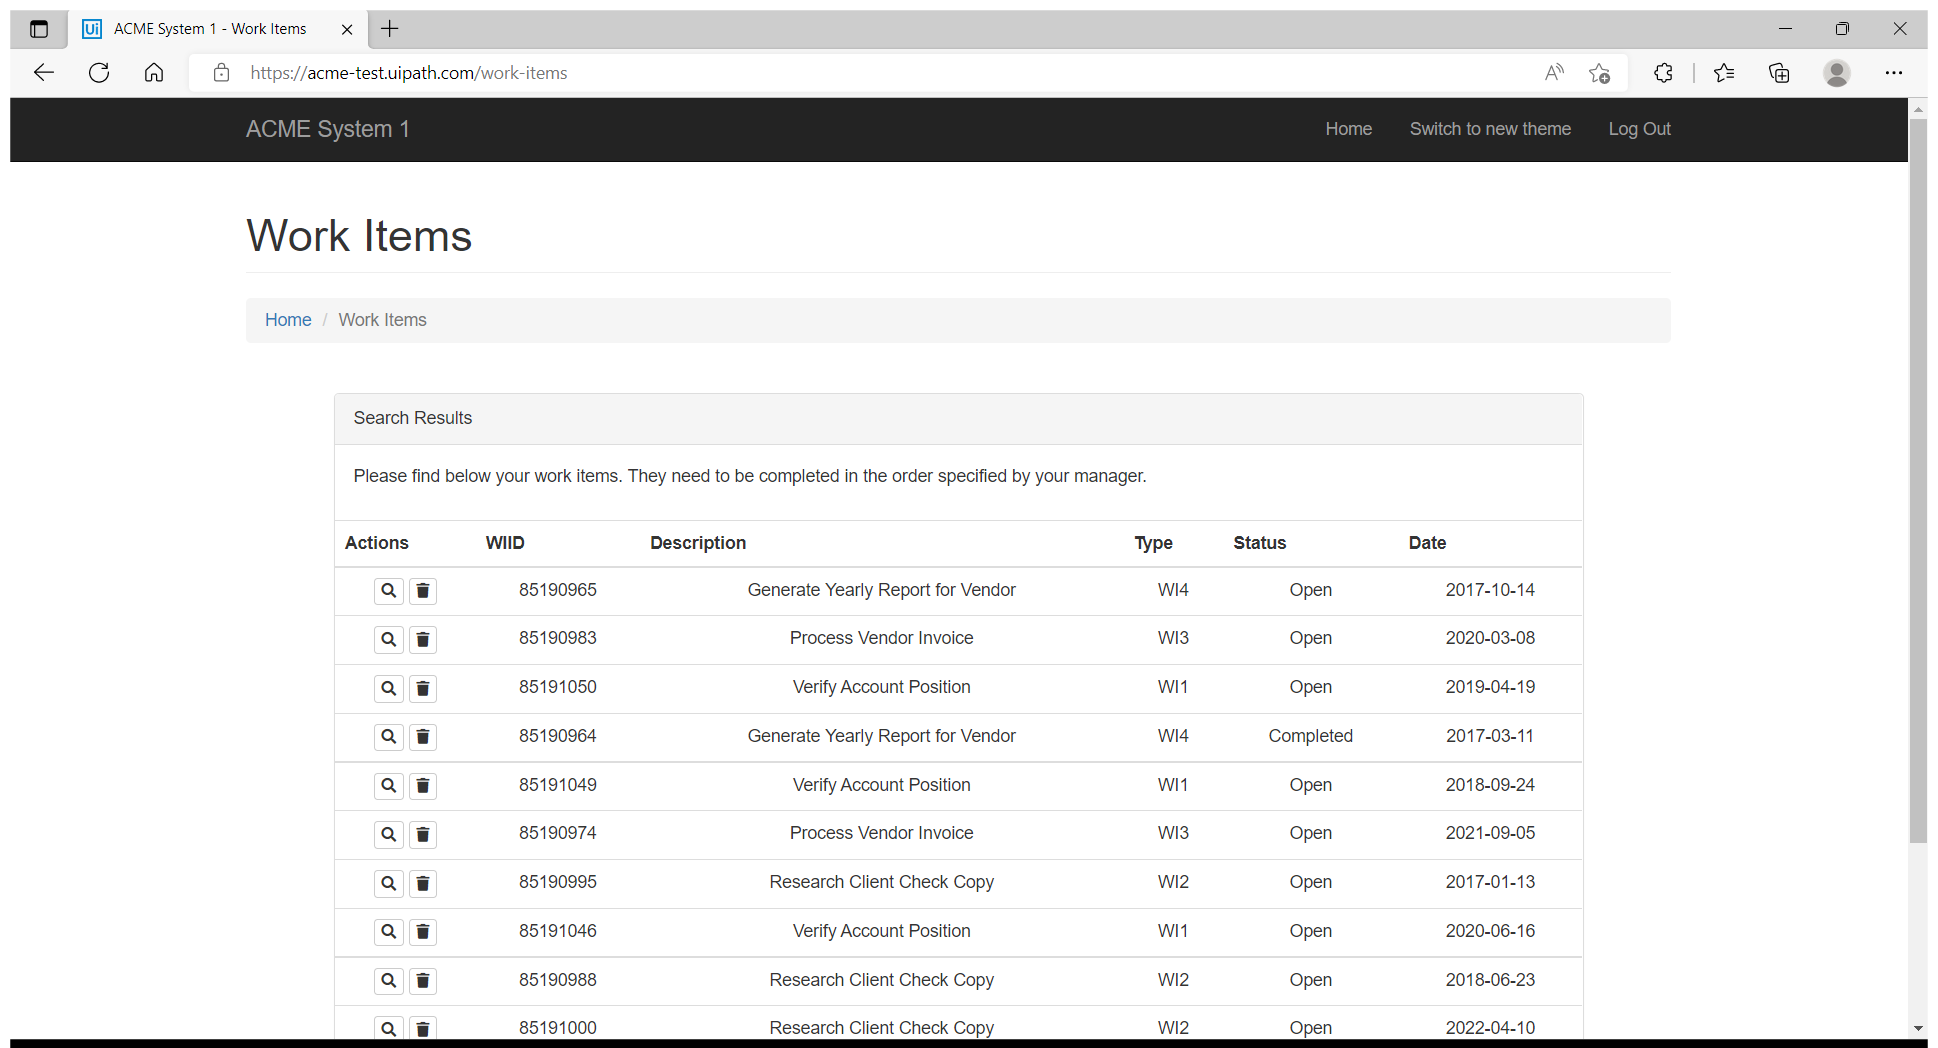 ACME System 1 - Work Items
https://acme-test.uipath.com/work-items
ACME System 1 Home Switch to new theme Log Out
Work Items
Home / Work Items
Search Results
Please find below your work items. They need to be completed in the order specified by your manager.
Actions WIID Description Type Status Date
85190965 Generate Yearly Report for Vendor WI4 Open 2017-10-14
85190983 Process Vendor Invoice WI3 Open 2020-03-08
85191050 Verify Account Position WI1 Open 2019-04-19
85190964 Generate Yearly Report for Vendor WI4 Completed 2017-03-11
85191049 Verify Account Position WI1 Open 2018-09-24
85190974 Process Vendor Invoice WI3 Open 2021-09-05
85190995 Research Client Check Copy WI2 Open 2017-01-13
85191046 Verify Account Position WI1 Open 2020-06-16
85190988 Research Client Check Copy WI2 Open 2018-06-23
85191000 Research Client Check Copy WI2 Open 2022-04-10